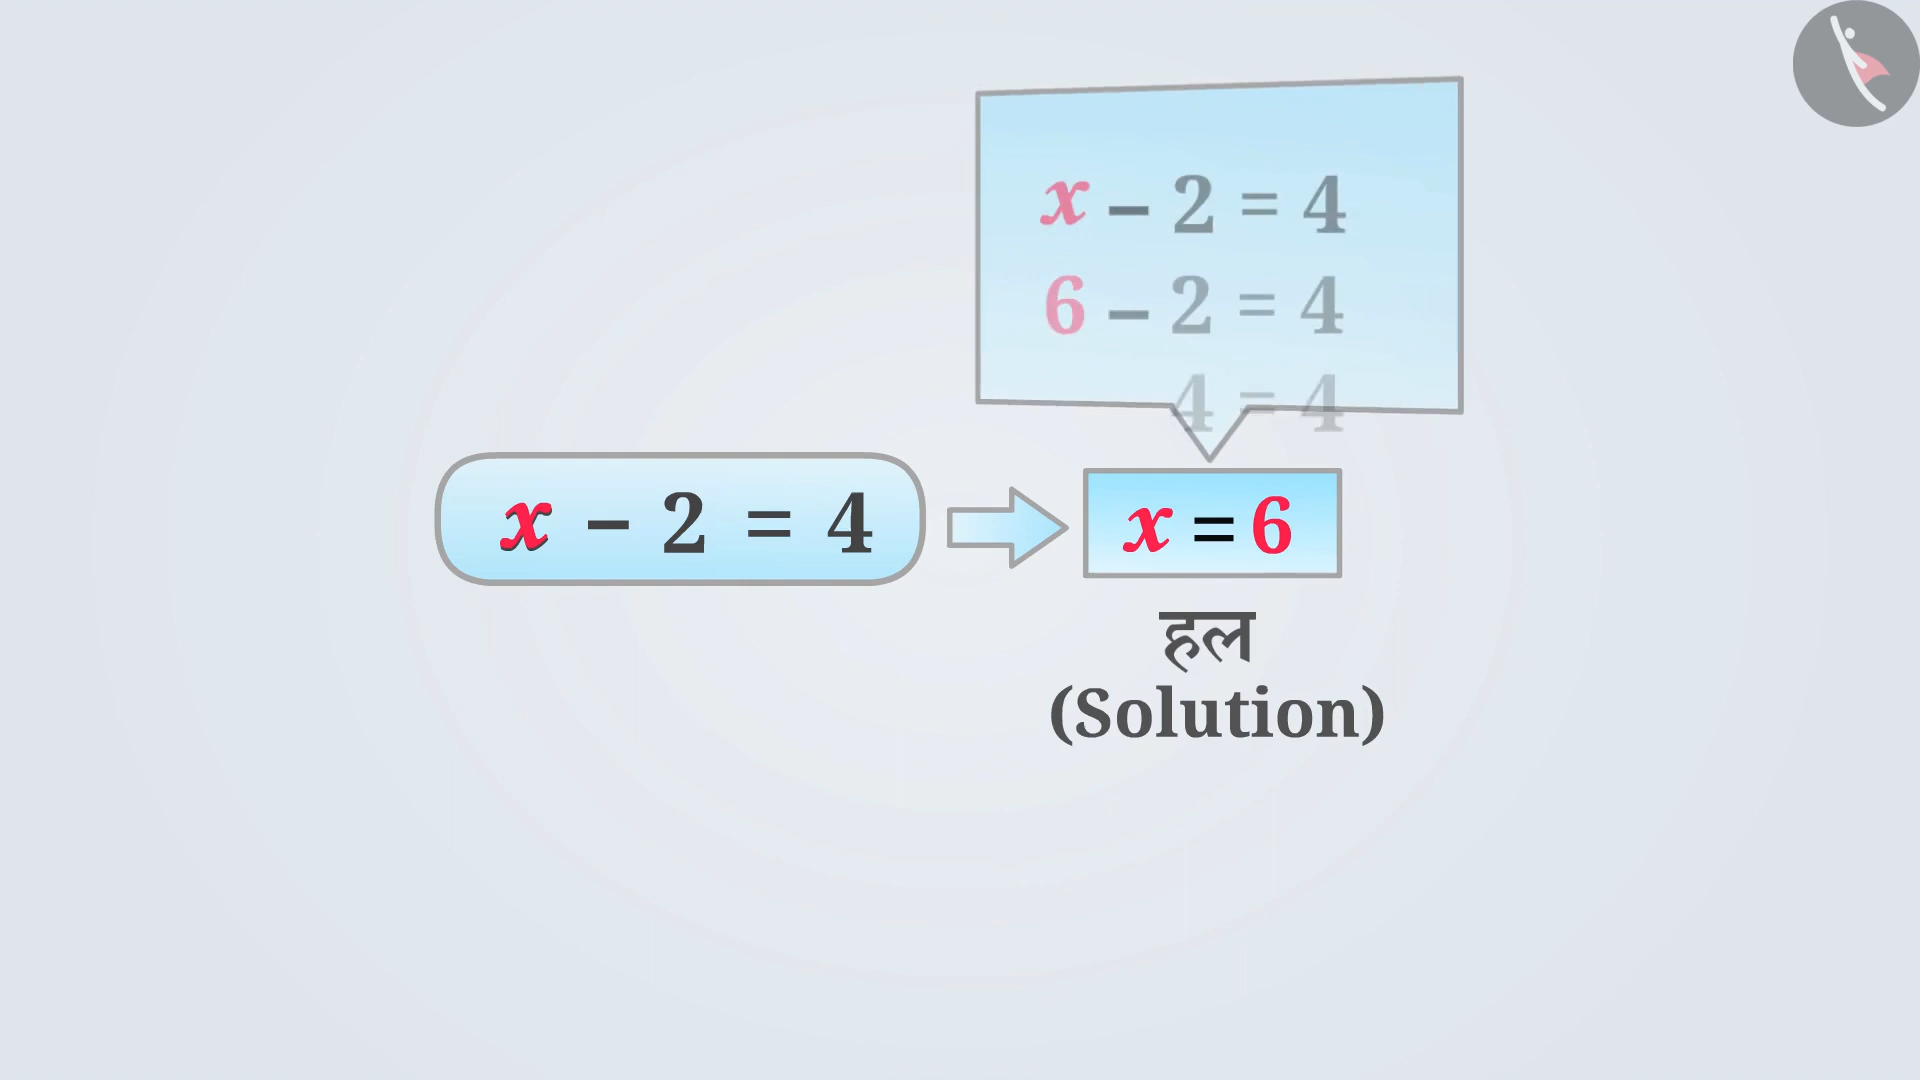 x – 2 = 4
6 – 2 = 4
4 = 4
x – 2 = 4
x = 6
हल
(Solution)